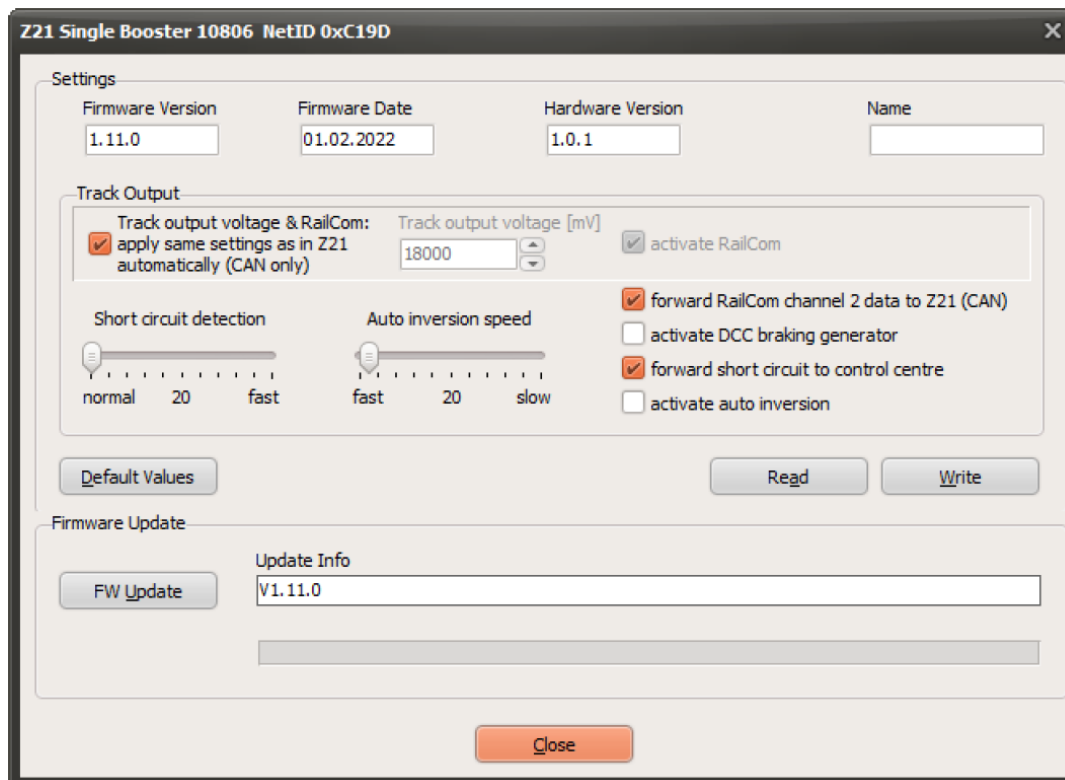 Z21 Single Booster 10806 NetID 0xC19D
Settings
Firmware Version Firmware Date Hardware Version Name
1.11.0 01.02.2022 1.0.1
Track Output
Track output voltage & RailCom:
apply same settings as in Z21
automatically (CAN only)
Track output voltage [mV]
18000
activate RailCom
Short circuit detection
normal 20 fast
Auto inversion speed
fast 20 slow
forward RailCom channel 2 data to Z21 (CAN)
activate DCC braking generator
forward short circuit to control centre
activate auto inversion
Default Values Read Write
Firmware Update
Update Info
FW Update V1.11.0
Close